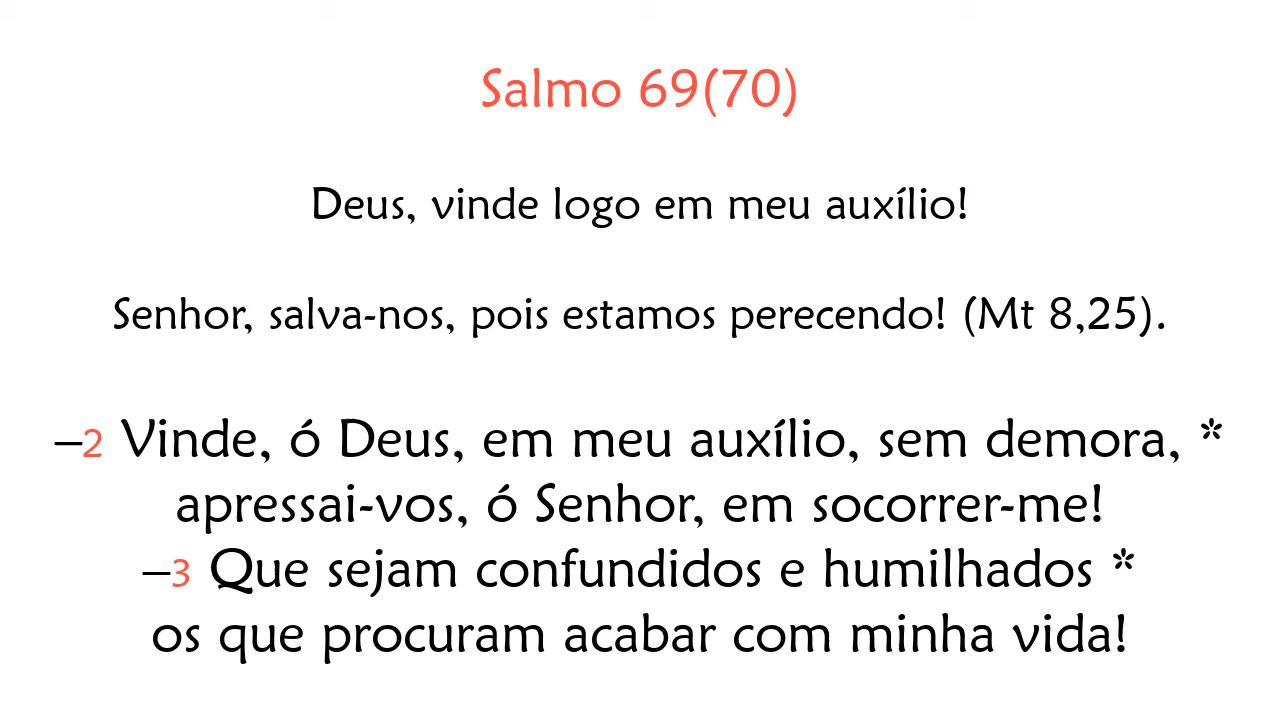 Salmo 69(70)
Deus, vinde logo em meu auxílio!
Senhor, salva-nos, pois estamos perecendo! (Mt 8,25).
–2 Vinde, ó Deus, em meu auxílio, sem demora, *
apressai-vos, ó Senhor, em socorrer-me!
–3 Que sejam confundidos e humilhados *
os que procuram acabar com minha vida!